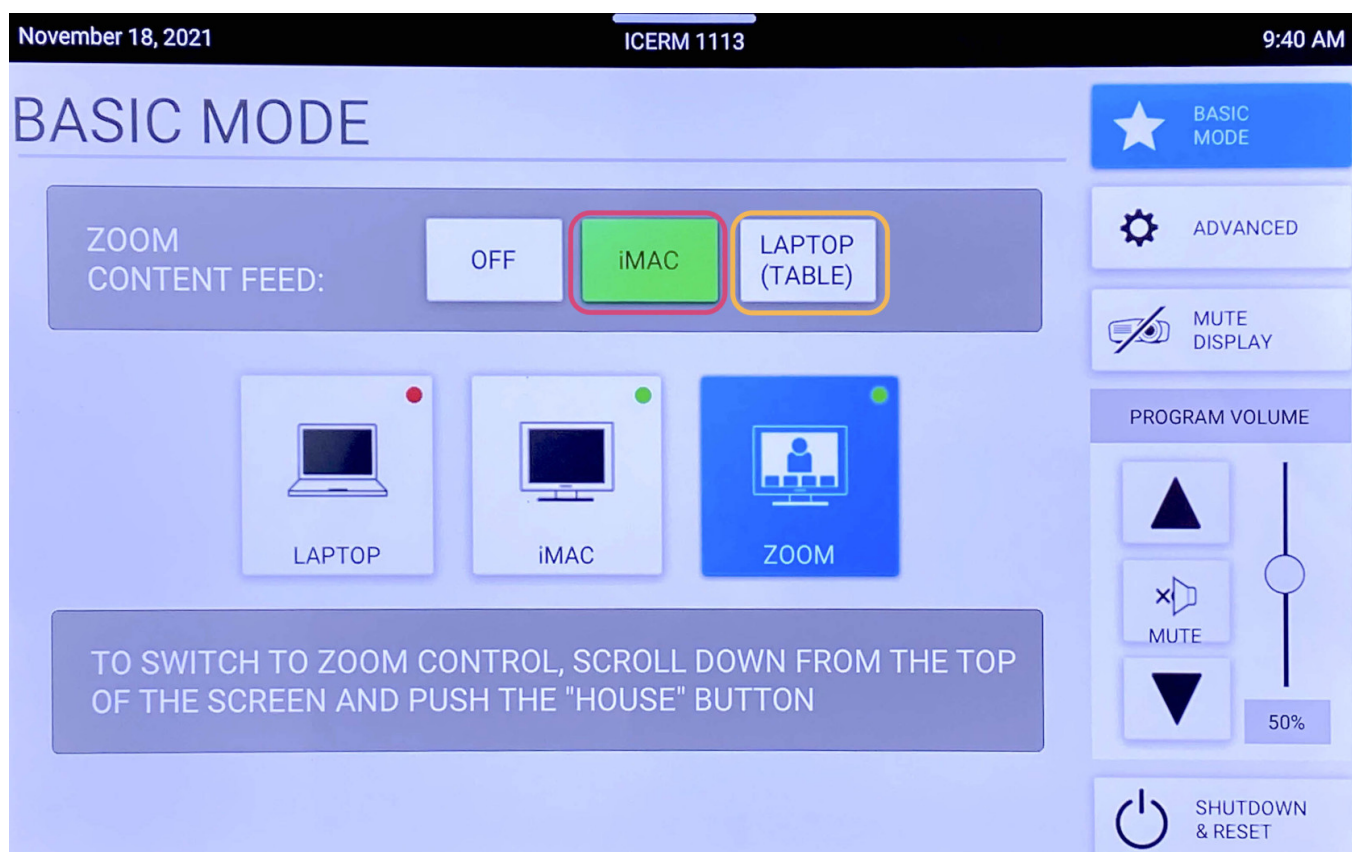 November 18, 2021
ICERM 1113
9:40 AM
BASIC MODE
ZOOM
CONTENT FEED:
OFF
iMAC
LAPTOP
(TABLE)
LAPTOP
iMAC
ZOOM
TO SWITCH TO ZOOM CONTROL, SCROLL DOWN FROM THE TOP
OF THE SCREEN AND PUSH THE "HOUSE" BUTTON
BASIC
MODE
ADVANCED
MUTE
DISPLAY
PROGRAM VOLUME
MUTE
50%
SHUTDOWN
& RESET